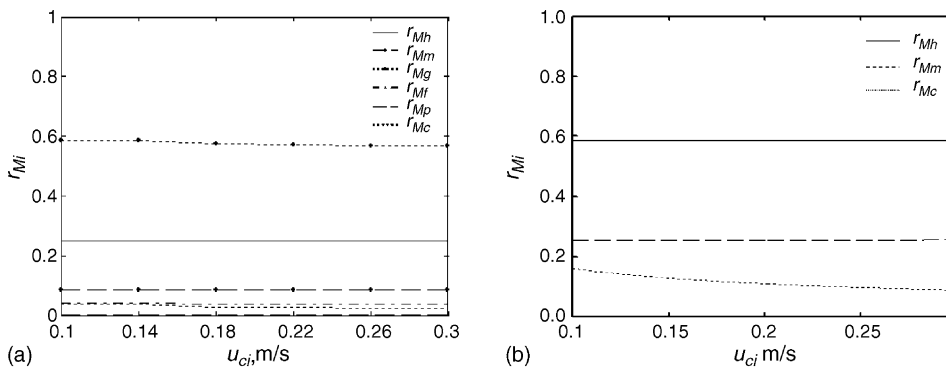 1
0.8
0.6
0.4
0.2
0
r_Mi
0.1 0.14 0.18 0.22 0.26 0.3
u_ci,m/s
r_Mh
r_Mm
r_Mg
r_Mf
r_Mp
r_Mc
(a)
1.0
0.8
0.6
0.4
0.2
0.0
r_Mi
0.1 0.15 0.2 0.25
u_ci m/s
r_Mh
r_Mm
r_Mc
(b)